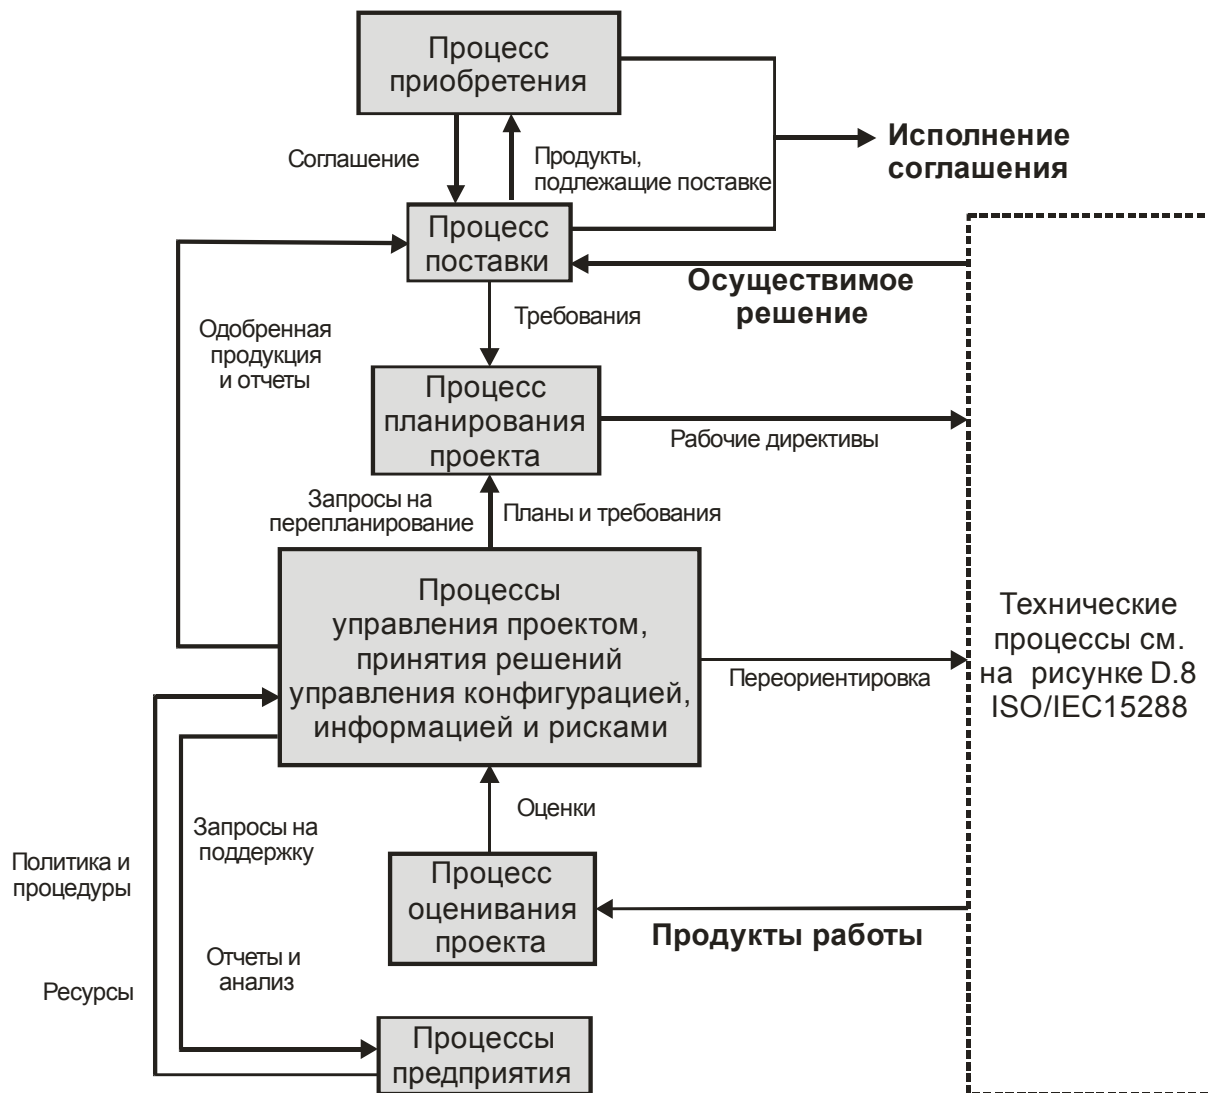 Процесс
приобретения
Соглашение
Продукты,
подлежащие поставке
Исполнение
соглашения
Процесс
поставки
Осуществимое
решение
Требования
Одобренная
продукция
и отчеты
Процесс
планирования
проекта
Рабочие директивы
Запросы на
перепланирование
Планы и требования
Процессы
управления проектом,
принятия решений
управления конфигурацией,
информацией и рисками
Переориентировка
Технические
процессы см.
на рисунке D.8
ISO/IEC15288
Оценки
Запросы на
поддержку
Политика и
процедуры
Процесс
оценивания
проекта
Продукты работы
Отчеты и
анализ
Ресурсы
Процессы
предприятия